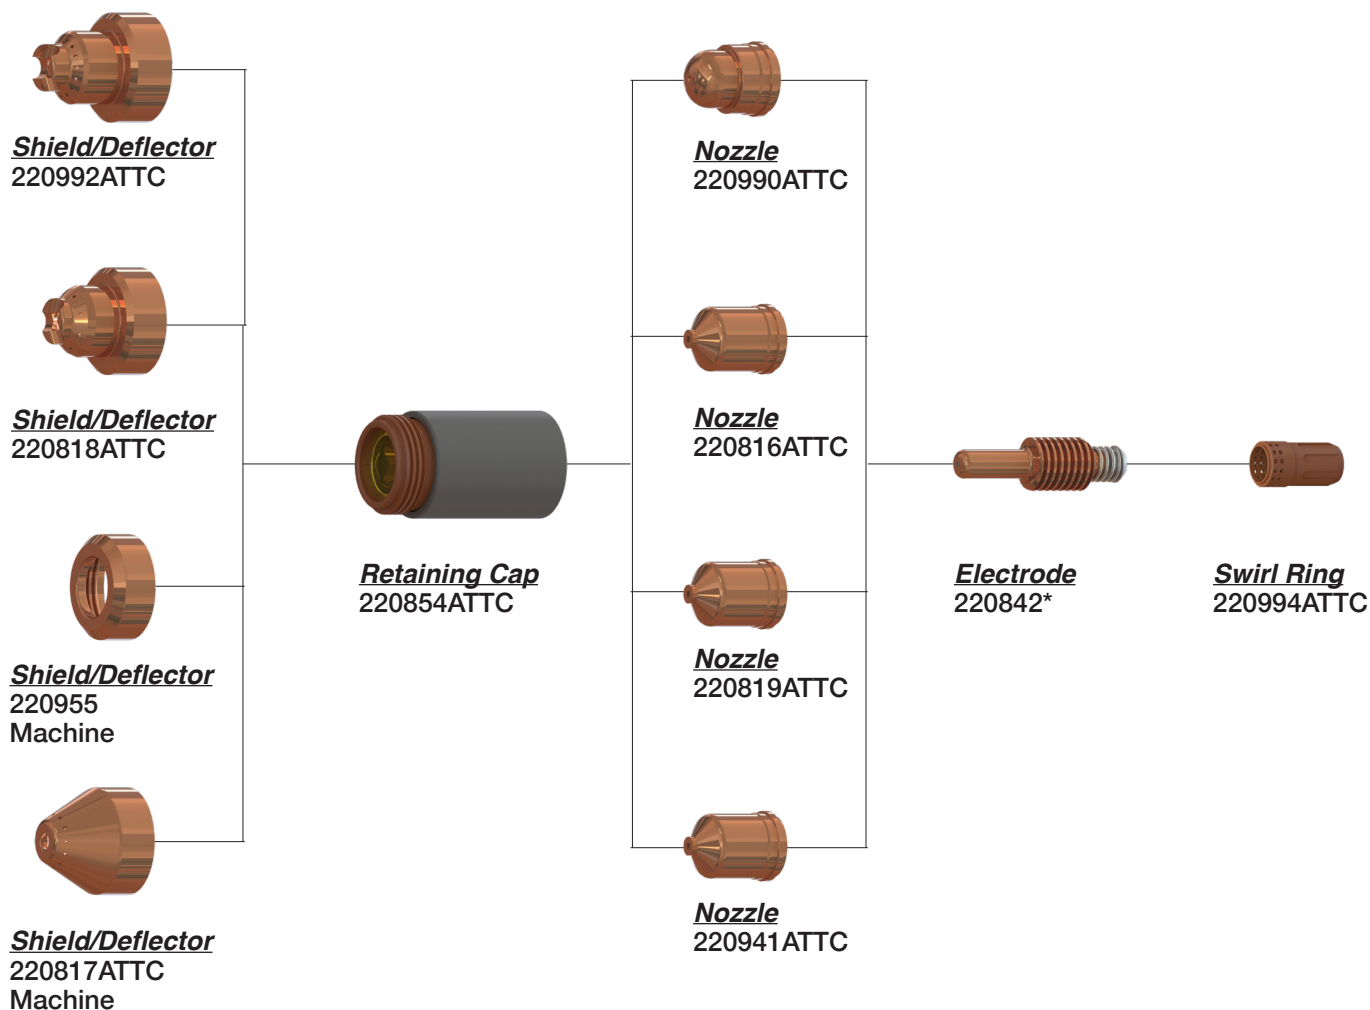 Shield/Deflector
220992ATTC
Shield/Deflector
220818ATTC
Shield/Deflector
220955
Machine
Shield/Deflector
220817ATTC
Machine
Retaining Cap
220854ATTC
Nozzle
220990ATTC
Nozzle
220816ATTC
Nozzle
220819ATTC
Nozzle
220941ATTC
Electrode
220842*
Swirl Ring
220994ATTC